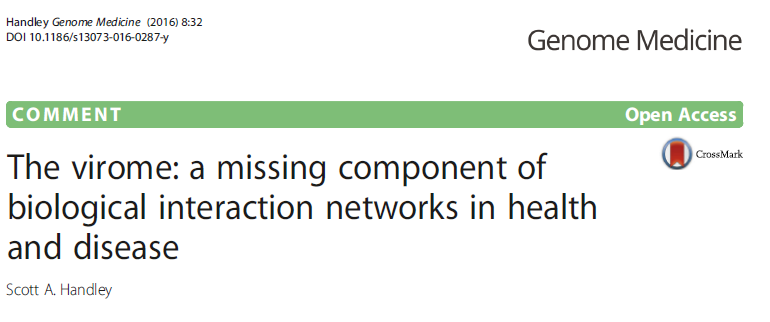 Handley Genome Medicine (2016) 8:32
DOI 10.1186/s13073-016-0287-y
Genome Medicine
COMMENT Open Access
CrossMark
The virome: a missing component of
biological interaction networks in health
and disease
Scott A. Handley